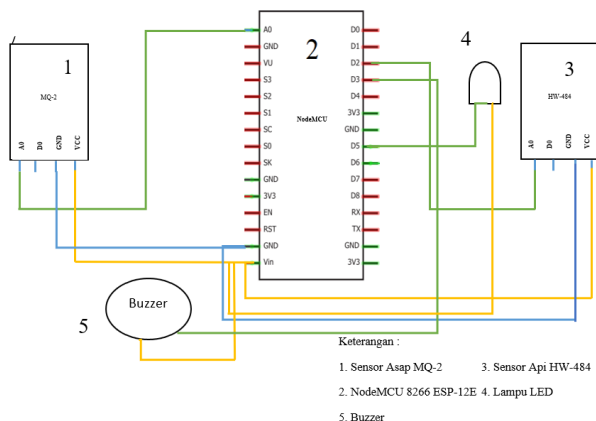 1
MQ-2
A0 D0 GND VCC
2
NodeMCU
A0
GND
VU
S3
S2
S1
SC
S0
SK
GND
3V3
EN
RST
GND
Vin
D0
D1
D2
D3
D4
3V3
GND
D5
D6
D7
D8
RX
TX
GND
3V3
4
3
HW-484
A0 D0 GND VCC
Buzzer
5
Keterangan :
1. Sensor Asap MQ-2 3. Sensor Api HW-484
2. NodeMCU 8266 ESP-12E 4. Lampu LED
5. Buzzer